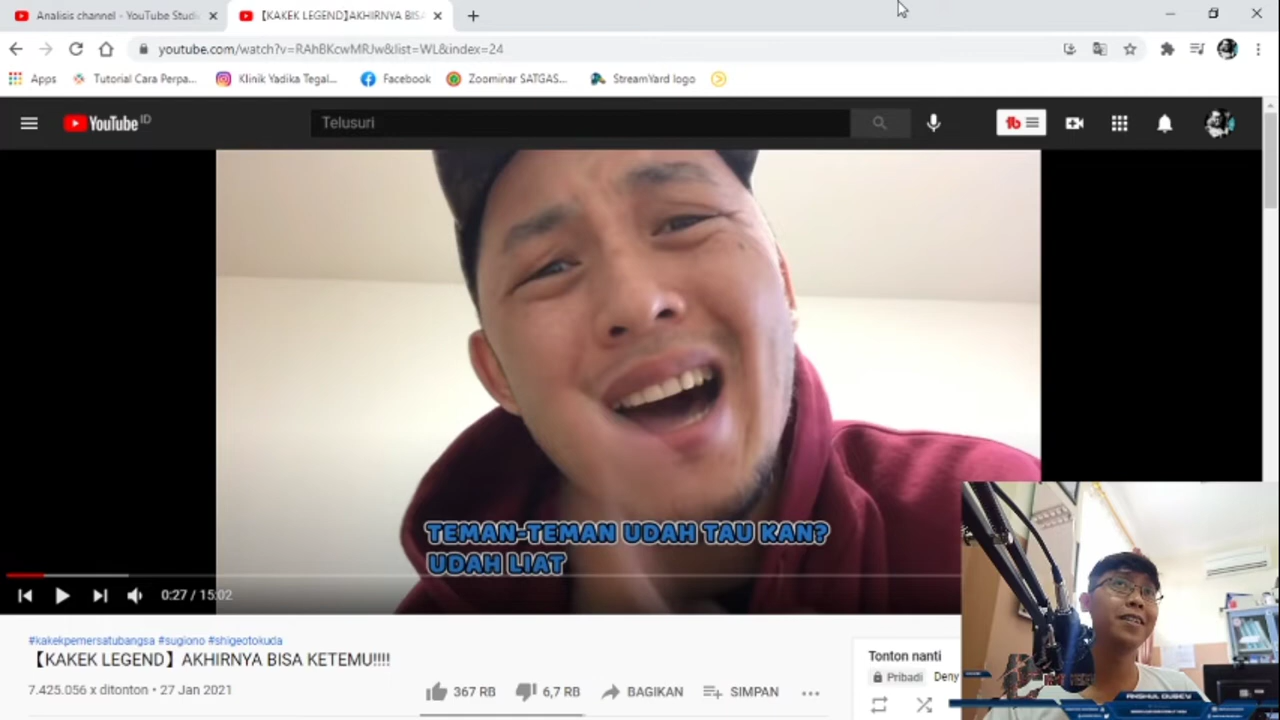 Analisis channel - YouTube Studi
【KAKEK LEGEND】AKHIRNYA BIS
youtube.com/watch?v=RAhBKcwMRJw&list=WL&index=24
Apps
Tutorial Cara Perpa...
Klinik Yadika Tegal...
Facebook
Zoominar SATGAS...
StreamYard logo
YouTube ID
Telusuri
TEMAN-TEMAN UDAH TAU KAN?
UDAH LIAT
0:27 / 15:02
#kakekpemersatubangsa #sugiono #shigeotokuda
【KAKEK LEGEND】AKHIRNYA BISA KETEMU!!!!
7.425.056 x ditonton • 27 Jan 2021
367 RB
6,7 RB
BAGIKAN
SIMPAN
Tonton nanti
Pribadi
Deny
ANSHUL DUBEY